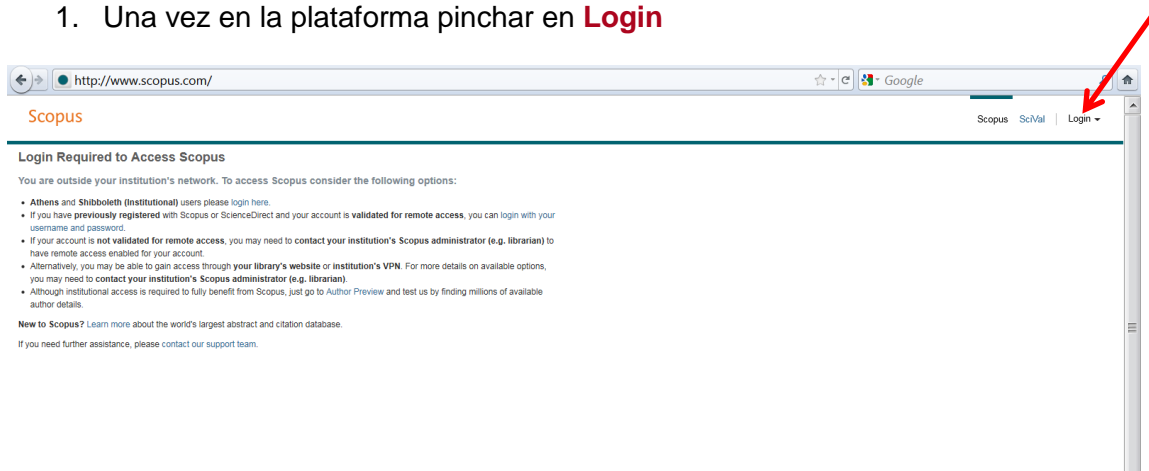 1. Una vez en la plataforma pinchar en Login
http://www.scopus.com/
Google
Scopus
Scopus SciVal Login
Login Required to Access Scopus
You are outside your institution's network. To access Scopus consider the following options:
• Athens and Shibboleth (Institutional) users please login here.
• If you have previously registered with Scopus or ScienceDirect and your account is validated for remote access, you can login with your
username and password.
• If your account is not validated for remote access, you may need to contact your institution's Scopus administrator (e.g. librarian) to
have remote access enabled for your account.
• Alternatively, you may be able to gain access through your library's website or institution's VPN. For more details on available options,
you may need to contact your institution's Scopus administrator (e.g. librarian).
• Although institutional access is required to fully benefit from Scopus, just go to Author Preview and test us by finding millions of available
author details.
New to Scopus? Learn more about the world's largest abstract and citation database.
If you need further assistance, please contact our support team.